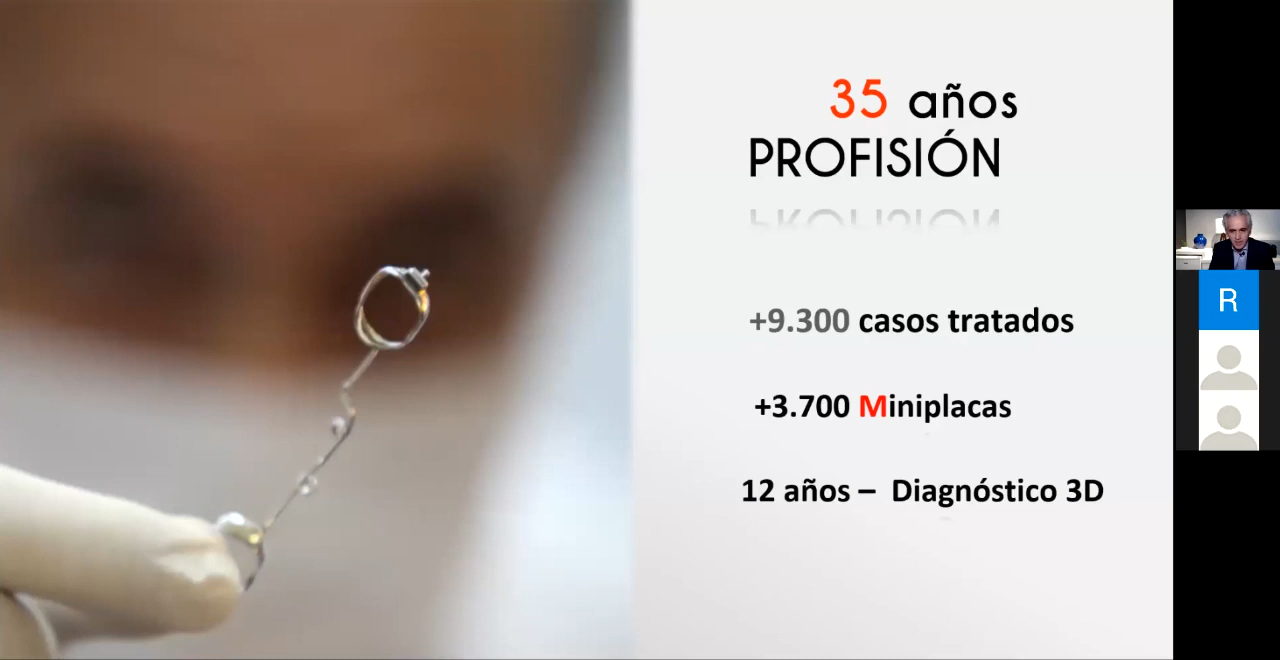 35 años
PROFISIÓN
+9.300 casos tratados
+3.700 Miniplacas
12 años – Diagnóstico 3D
R